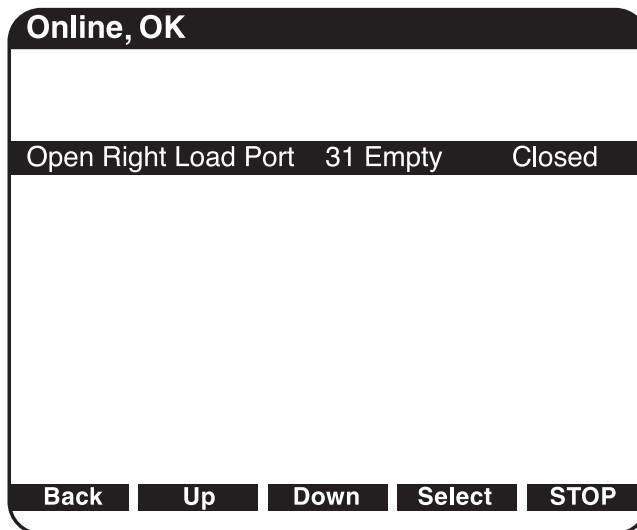 Online, OK
Open Right Load Port 31 Empty Closed
Back Up Down Select STOP